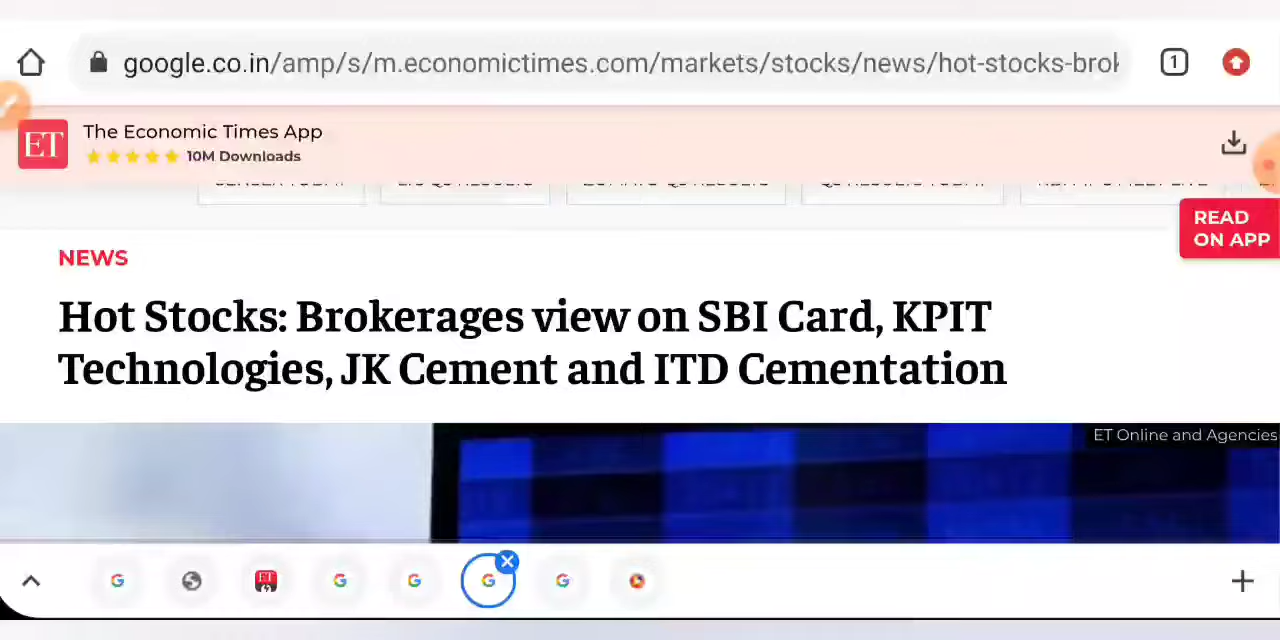 google.co.in/amp/s/m.economictimes.com/markets/stocks/news/hot-stocks-brok
1
ET
The Economic Times App
10M Downloads
READ
ON APP
NEWS
Hot Stocks: Brokerages view on SBI Card, KPIT
Technologies, JK Cement and ITD Cementation
ET Online and Agencies
G
ET
G
G
G
G